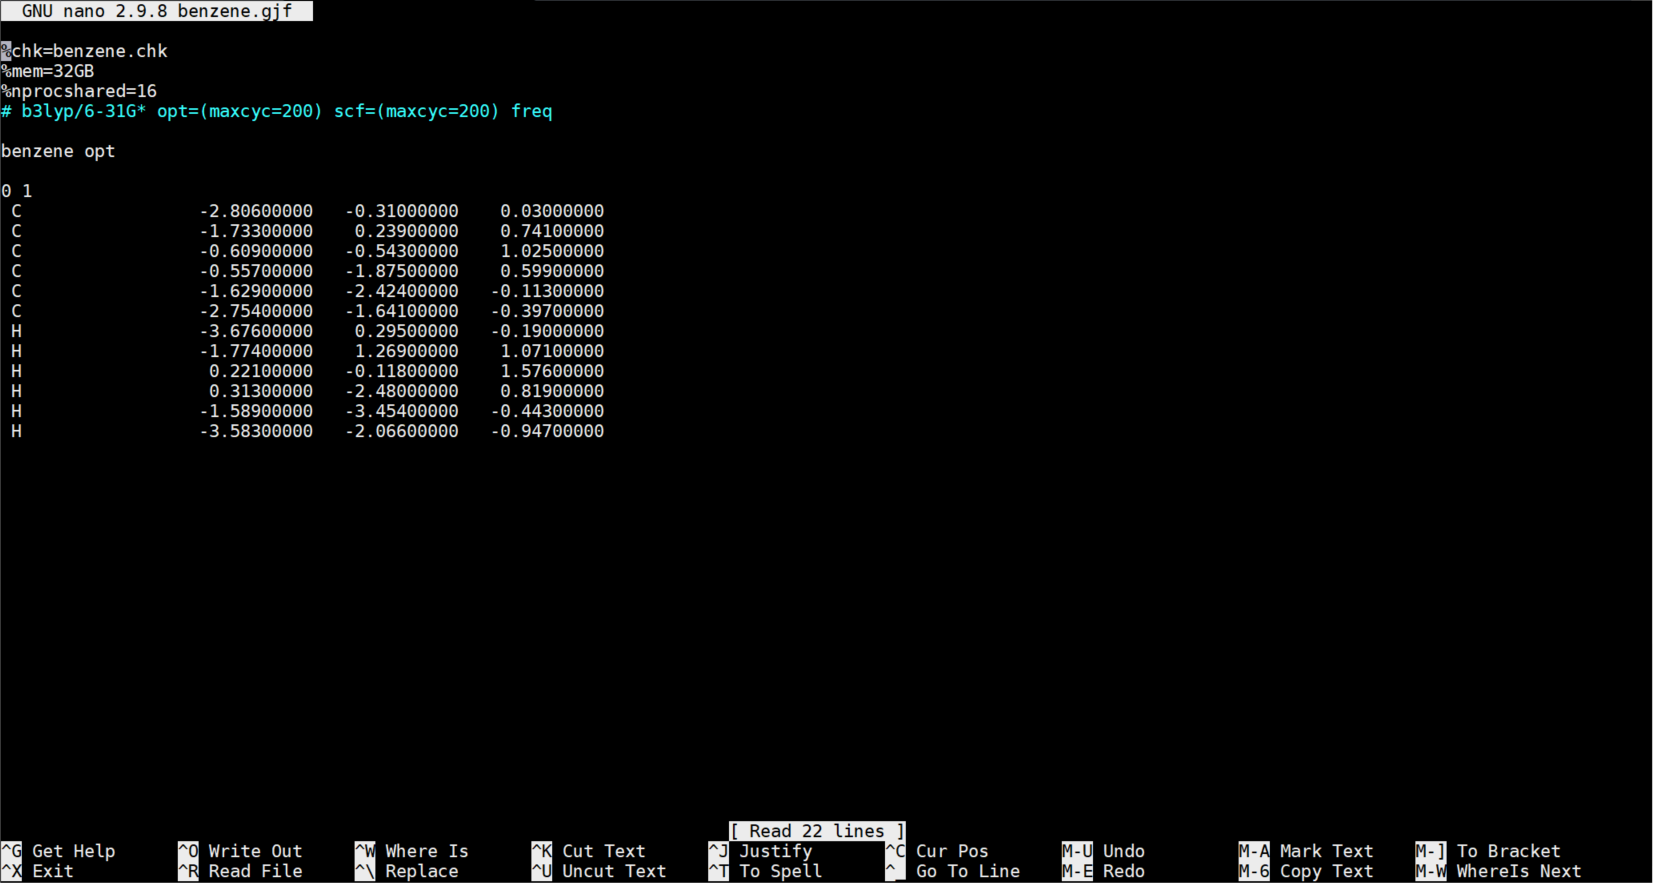 GNU nano 2.9.8 benzene.gjf
%chk=benzene.chk
%mem=32GB
%nprocshared=16
# b3lyp/6-31G* opt=(maxcyc=200) scf=(maxcyc=200) freq
benzene opt
0 1
C -2.80600000 -0.31000000 0.03000000
C -1.73300000 0.23900000 0.74100000
C -0.60900000 -0.54300000 1.02500000
C -0.55700000 -1.87500000 0.59900000
C -1.62900000 -2.42400000 -0.11300000
C -2.75400000 -1.64100000 -0.39700000
H -3.67600000 0.29500000 -0.19000000
H -1.77400000 1.26900000 1.07100000
H 0.22100000 -0.11800000 1.57600000
H 0.31300000 -2.48000000 0.81900000
H -1.58900000 -3.45400000 -0.44300000
H -3.58300000 -2.06600000 -0.94700000
[ Read 22 lines ]
^G Get Help ^O Write Out ^W Where Is ^K Cut Text ^J Justify ^C Cur Pos M-U Undo M-A Mark Text M-] To Bracket
^X Exit ^R Read File ^\ Replace ^U Uncut Text ^T To Spell ^_ Go To Line M-E Redo M-6 Copy Text M-W WhereIs Next